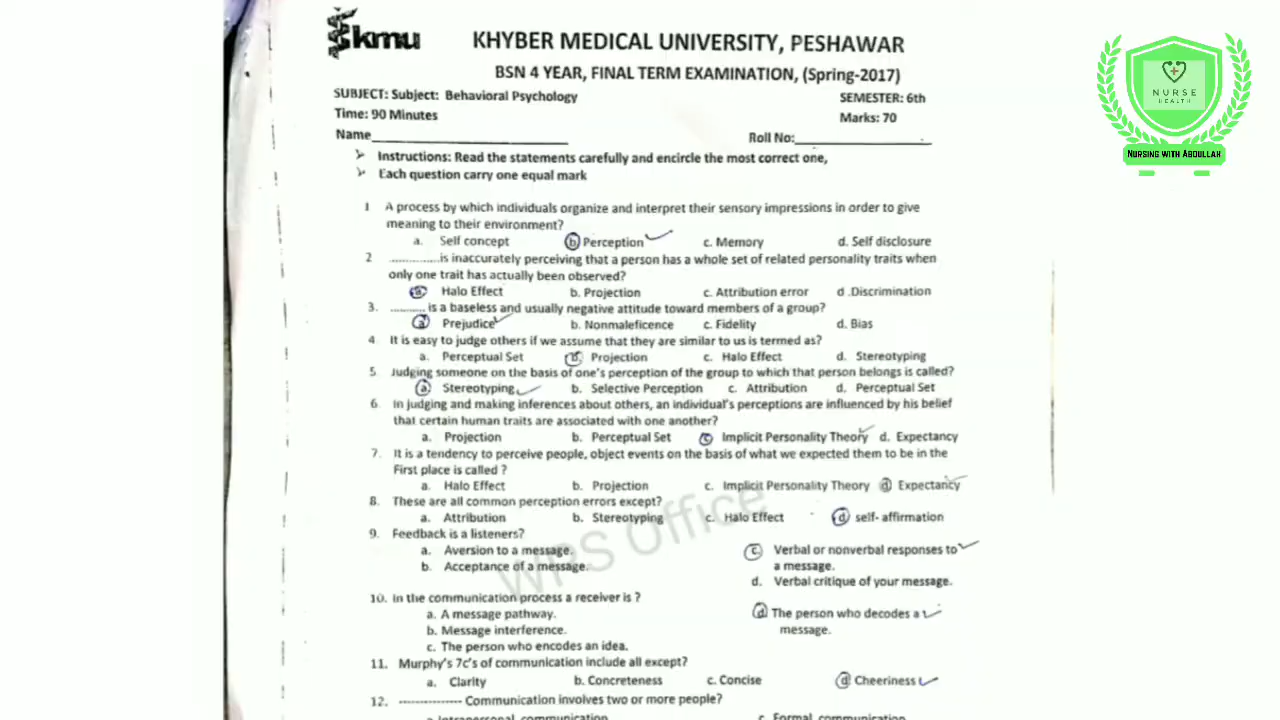 kmu
KHYBER MEDICAL UNIVERSITY, PESHAWAR
BSN 4 YEAR, FINAL TERM EXAMINATION, (Spring-2017)
SUBJECT: Subject: Behavioral Psychology
SEMESTER: 6th
Time: 90 Minutes
Marks: 70
Name
Roll No:
Instructions: Read the statements carefully and encircle the most correct one,
Each question carry one equal mark
1 A process by which individuals organize and interpret their sensory impressions in order to give
meaning to their environment?
a. Self concept b Perception c. Memory d. Self disclosure
2 ..............is inaccurately perceiving that a person has a whole set of related personality traits when
only one trait has actually been observed?
a Halo Effect b. Projection c. Attribution error d .Discrimination
3. .......... is a baseless and usually negative attitude toward members of a group?
a Prejudice b. Nonmaleficence c. Fidelity d. Bias
4 It is easy to judge others if we assume that they are similar to us is termed as?
a. Perceptual Set b. Projection c. Halo Effect d. Stereotyping
5 Judging someone on the basis of one's perception of the group to which that person belongs is called?
a. Stereotyping b. Selective Perception c. Attribution d. Perceptual Set
6. In judging and making inferences about others, an individual's perceptions are influenced by his belief
that certain human traits are associated with one another?
a. Projection b. Perceptual Set c Implicit Personality Theory d. Expectancy
7. It is a tendency to perceive people, object events on the basis of what we expected them to be in the
First place is called ?
a. Halo Effect b. Projection c. Implicit Personality Theory d Expectancy
8. These are all common perception errors except?
a. Attribution b. Stereotyping c. Halo Effect d self- affirmation
9. Feedback is a listeners?
a. Aversion to a message.
b. Acceptance of a message.
c. Verbal or nonverbal responses to
a message.
d. Verbal critique of your message.
10. In the communication process a receiver is ?
a. A message pathway.
b. Message interference.
c. The person who encodes an idea.
d The person who decodes a
message.
11. Murphy's 7c's of communication include all except?
a. Clarity b. Concreteness c. Concise d Cheeriness
12. -------------- Communication involves two or more people?
a. Intrapersonal communication c. Formal communication
WPS Office
NURSE
HEALTH
NURSING WITH ABDULLAH